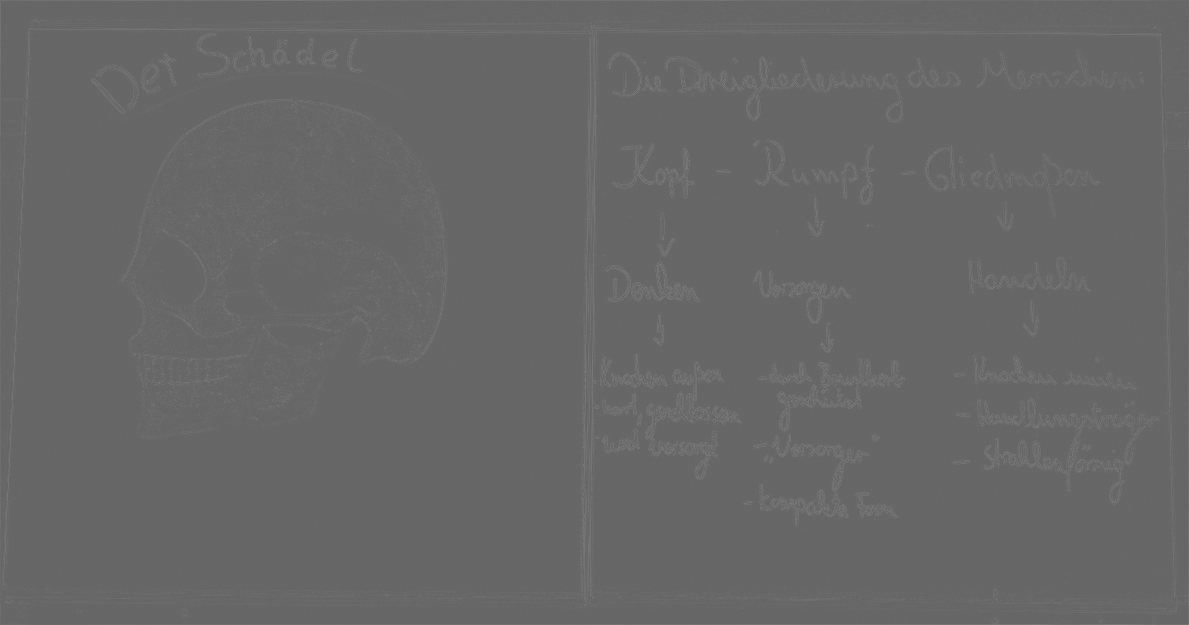 Der Schädel
Die Dreigliederung des Menschen:
Kopf - Rumpf - Gliedmaßen
Denken Versorgen Handeln
- Knochen außen
- hart, geschlossen
- wird versorgt
- durch Brustkorb
geschützt
- „Versorger"
- kompakte Form
- Knochen innen
- Handlungsträger
- strahlenförmig